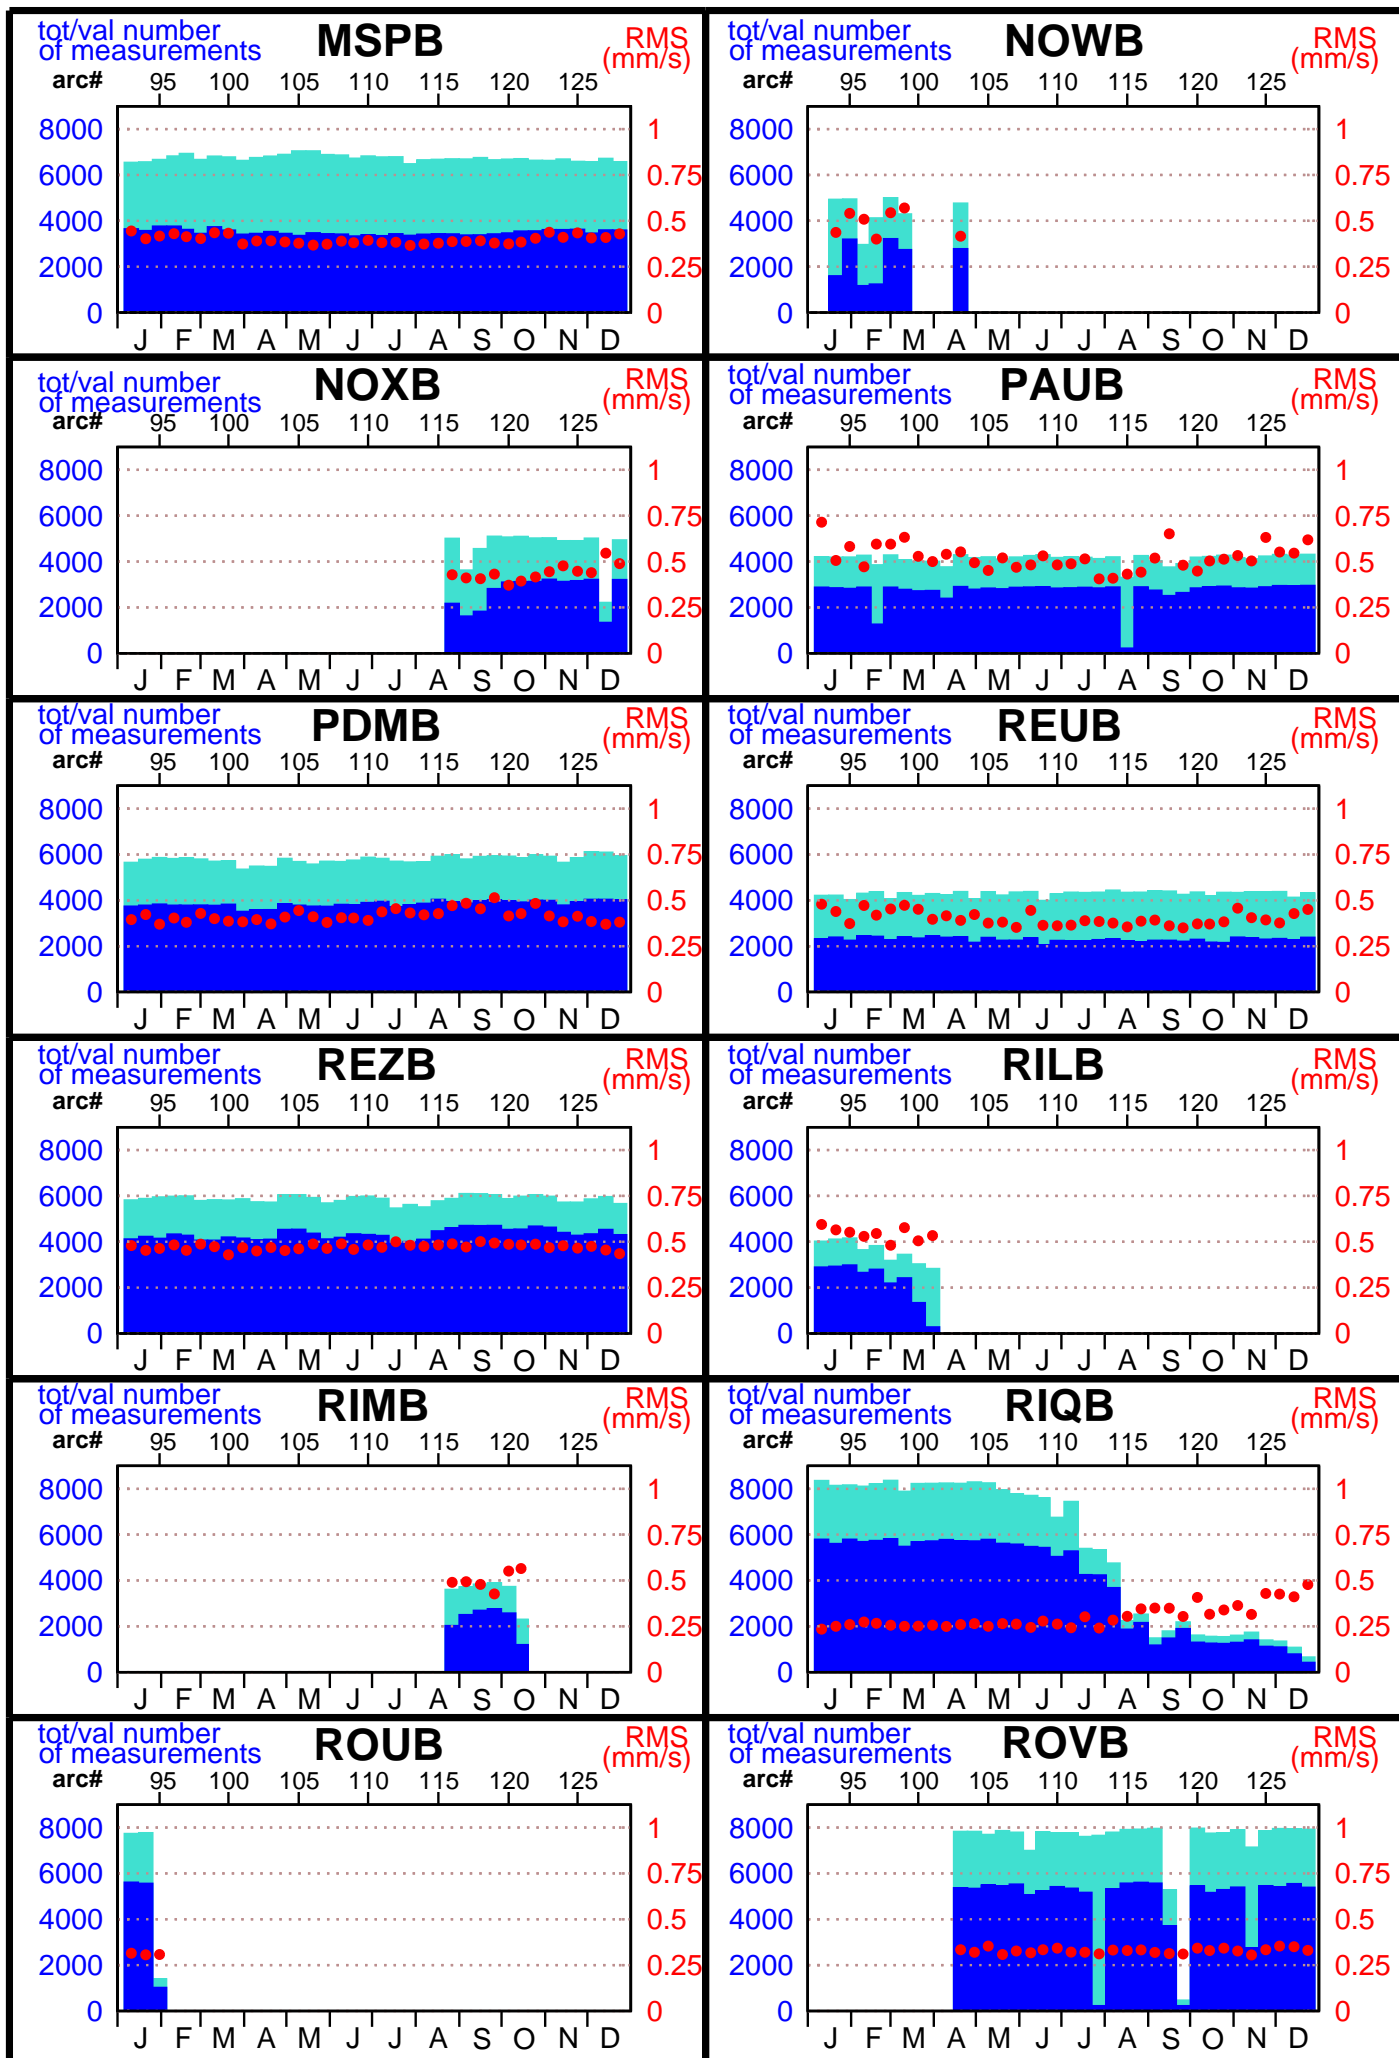 tot/val number
of measurements
MSPB
RMS
(mm/s)
arc# 95 100 105 110 115 120 125
8000 1
6000 0.75
4000 0.5
2000 0.25
0 0
J F M A M J J A S O N D
tot/val number
of measurements
NOWB
RMS
(mm/s)
arc# 95 100 105 110 115 120 125
8000 1
6000 0.75
4000 0.5
2000 0.25
0 0
J F M A M J J A S O N D
tot/val number
of measurements
NOXB
RMS
(mm/s)
arc# 95 100 105 110 115 120 125
8000 1
6000 0.75
4000 0.5
2000 0.25
0 0
J F M A M J J A S O N D
tot/val number
of measurements
PAUB
RMS
(mm/s)
arc# 95 100 105 110 115 120 125
8000 1
6000 0.75
4000 0.5
2000 0.25
0 0
J F M A M J J A S O N D
tot/val number
of measurements
PDMB
RMS
(mm/s)
arc# 95 100 105 110 115 120 125
8000 1
6000 0.75
4000 0.5
2000 0.25
0 0
J F M A M J J A S O N D
tot/val number
of measurements
REUB
RMS
(mm/s)
arc# 95 100 105 110 115 120 125
8000 1
6000 0.75
4000 0.5
2000 0.25
0 0
J F M A M J J A S O N D
tot/val number
of measurements
REZB
RMS
(mm/s)
arc# 95 100 105 110 115 120 125
8000 1
6000 0.75
4000 0.5
2000 0.25
0 0
J F M A M J J A S O N D
tot/val number
of measurements
RILB
RMS
(mm/s)
arc# 95 100 105 110 115 120 125
8000 1
6000 0.75
4000 0.5
2000 0.25
0 0
J F M A M J J A S O N D
tot/val number
of measurements
RIMB
RMS
(mm/s)
arc# 95 100 105 110 115 120 125
8000 1
6000 0.75
4000 0.5
2000 0.25
0 0
J F M A M J J A S O N D
tot/val number
of measurements
RIQB
RMS
(mm/s)
arc# 95 100 105 110 115 120 125
8000 1
6000 0.75
4000 0.5
2000 0.25
0 0
J F M A M J J A S O N D
tot/val number
of measurements
ROUB
RMS
(mm/s)
arc# 95 100 105 110 115 120 125
8000 1
6000 0.75
4000 0.5
2000 0.25
0 0
J F M A M J J A S O N D
tot/val number
of measurements
ROVB
RMS
(mm/s)
arc# 95 100 105 110 115 120 125
8000 1
6000 0.75
4000 0.5
2000 0.25
0 0
J F M A M J J A S O N D